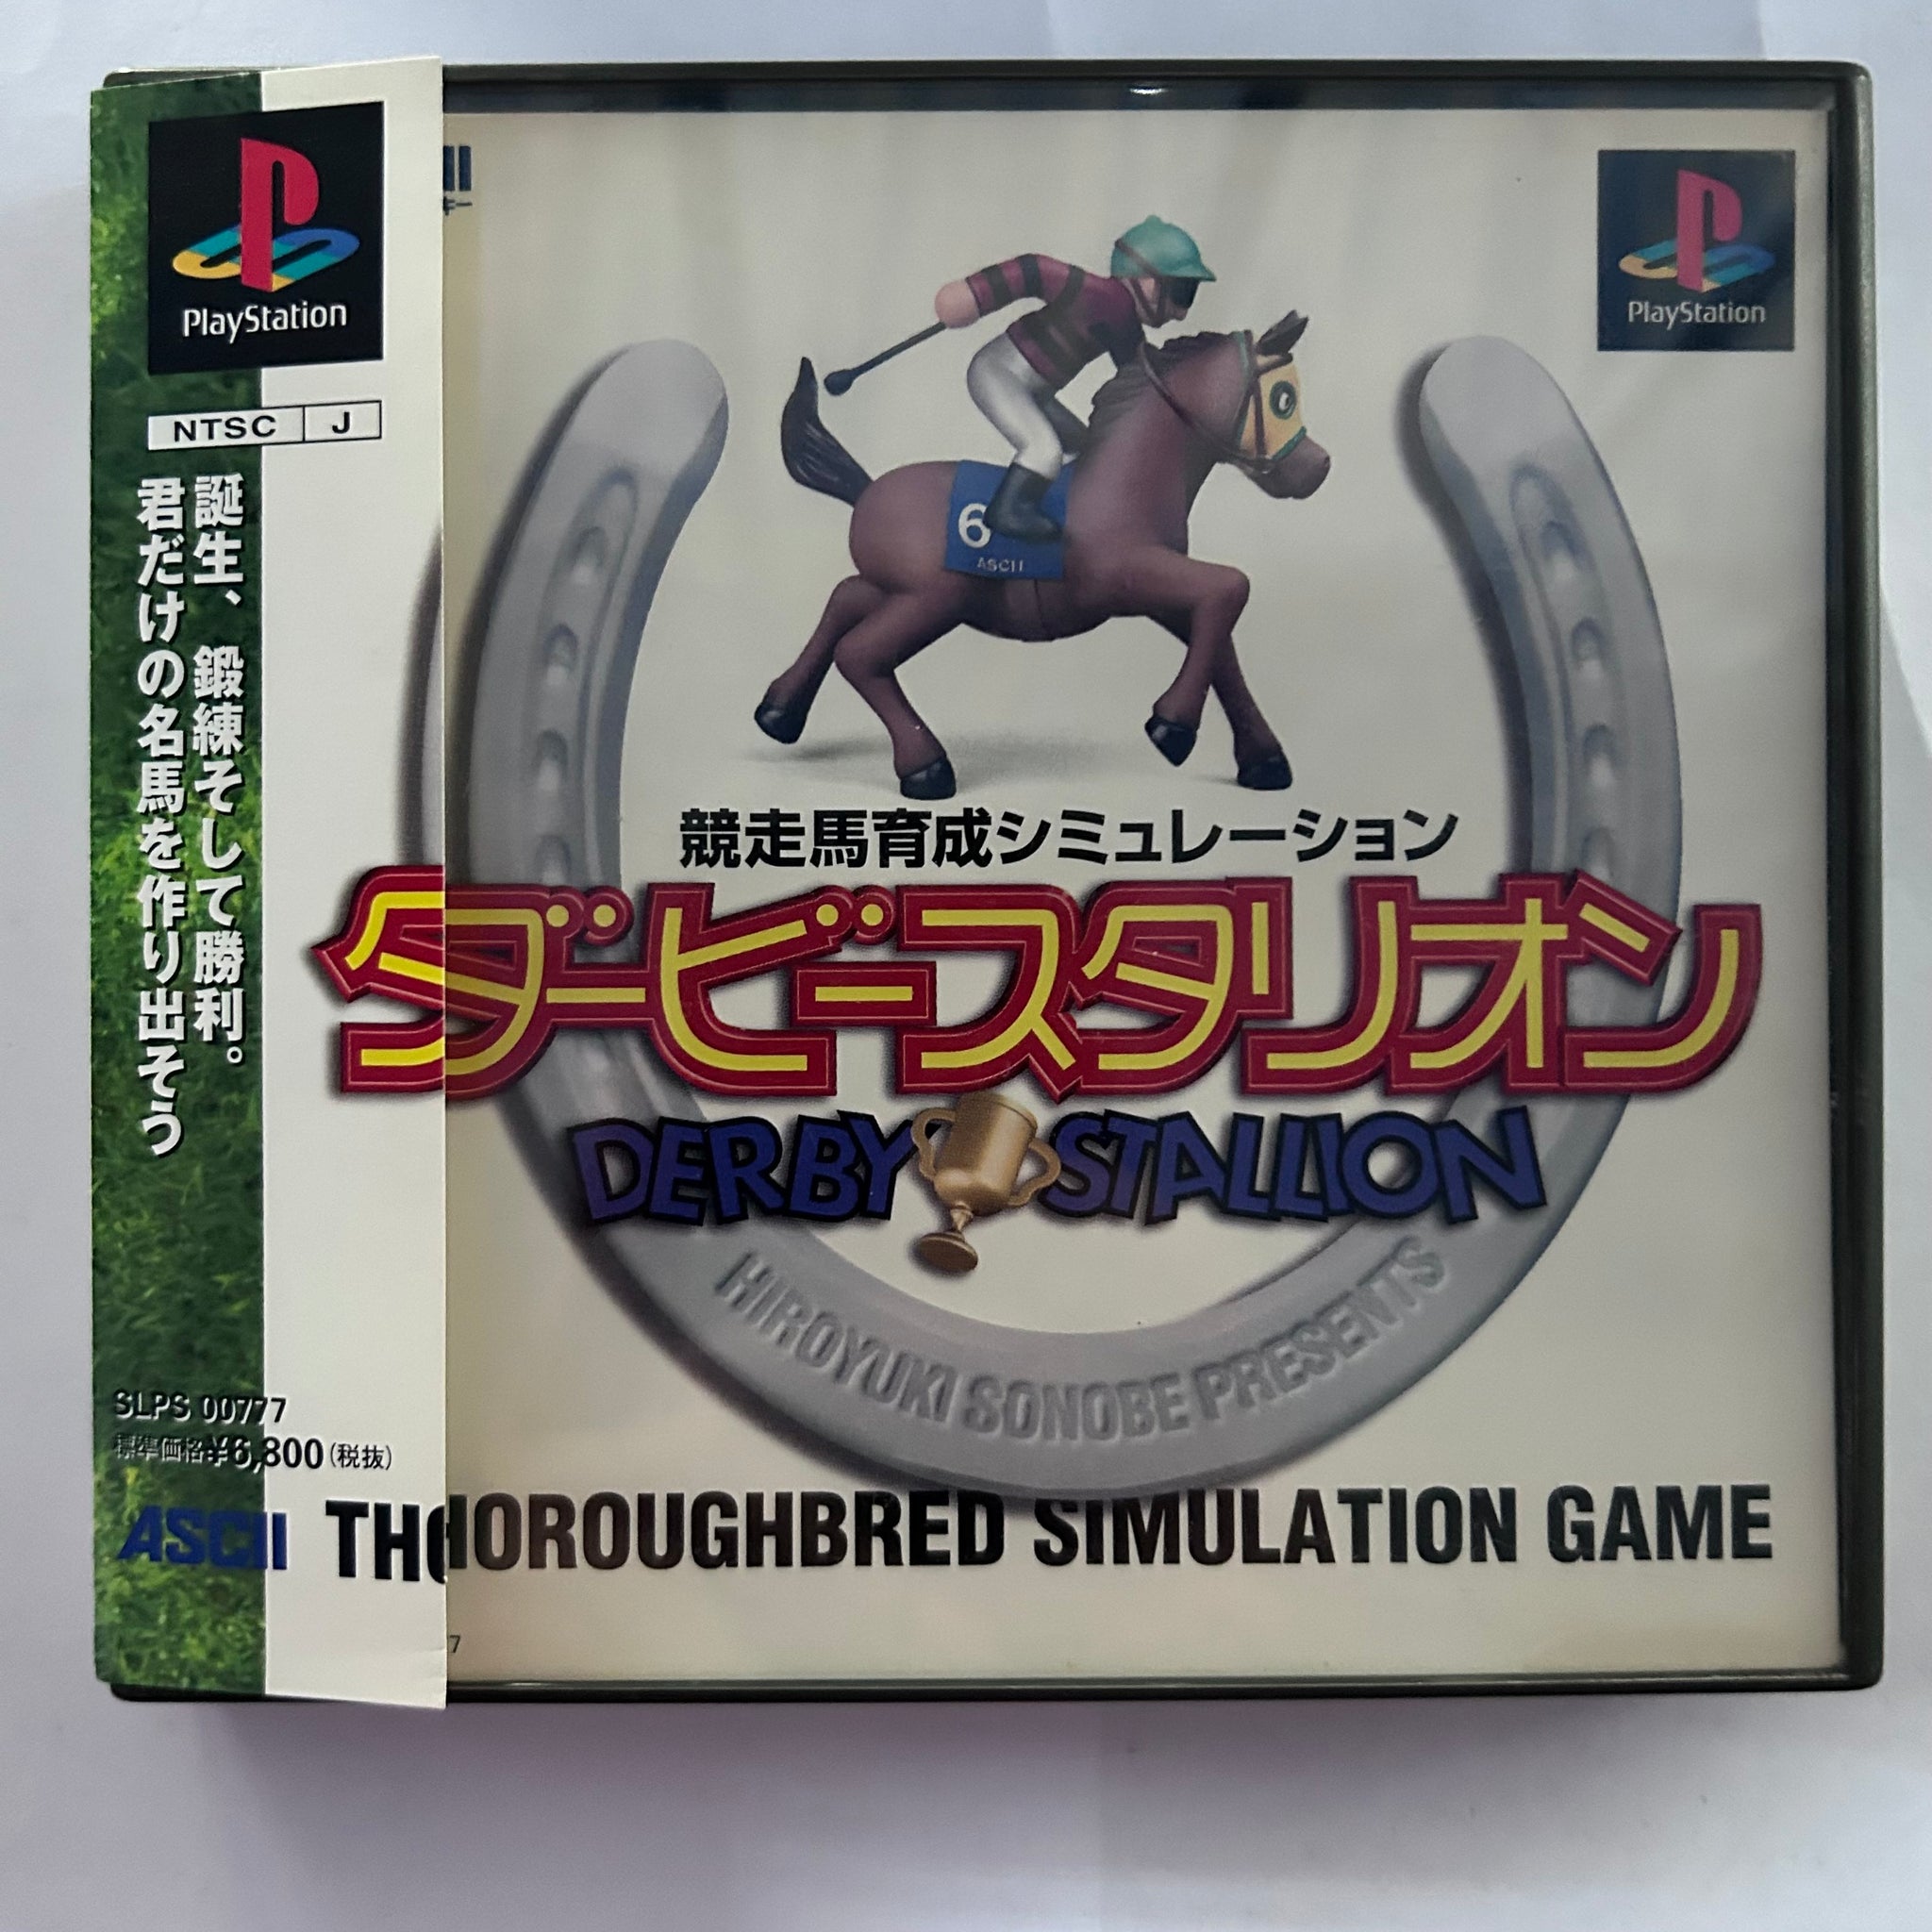 PlayStation
NTSC J
誕生、鍛練そして勝利。
君だけの名馬を作り出そう
SLPS 00777
標準価格¥6,800(税抜)
ASCII
PlayStation
6
ASCII
競走馬育成シミュレーション
ダービースタリオン
DERBY STALLION
HIROYUKI SONOBE PRESENTS
THOROUGHBRED SIMULATION GAME
7